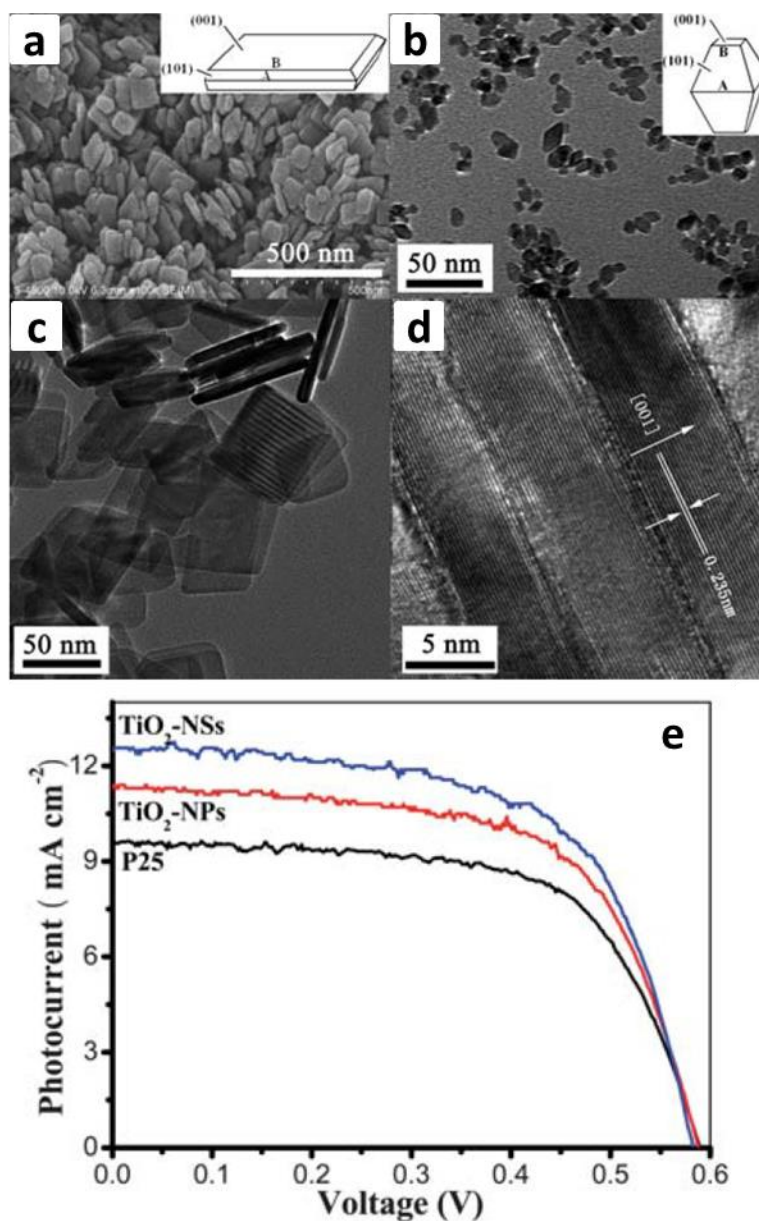 a
(001)
(101)
B
A
500 nm
b
(001)
(101)
B
A
50 nm
c
50 nm
d
[001]
0.235nm
5 nm
e
TiO2-NSs
TiO2-NPs
P25
Photocurrent ( mA cm-2)
12
9
6
3
0
0.0 0.1 0.2 0.3 0.4 0.5 0.6
Voltage (V)